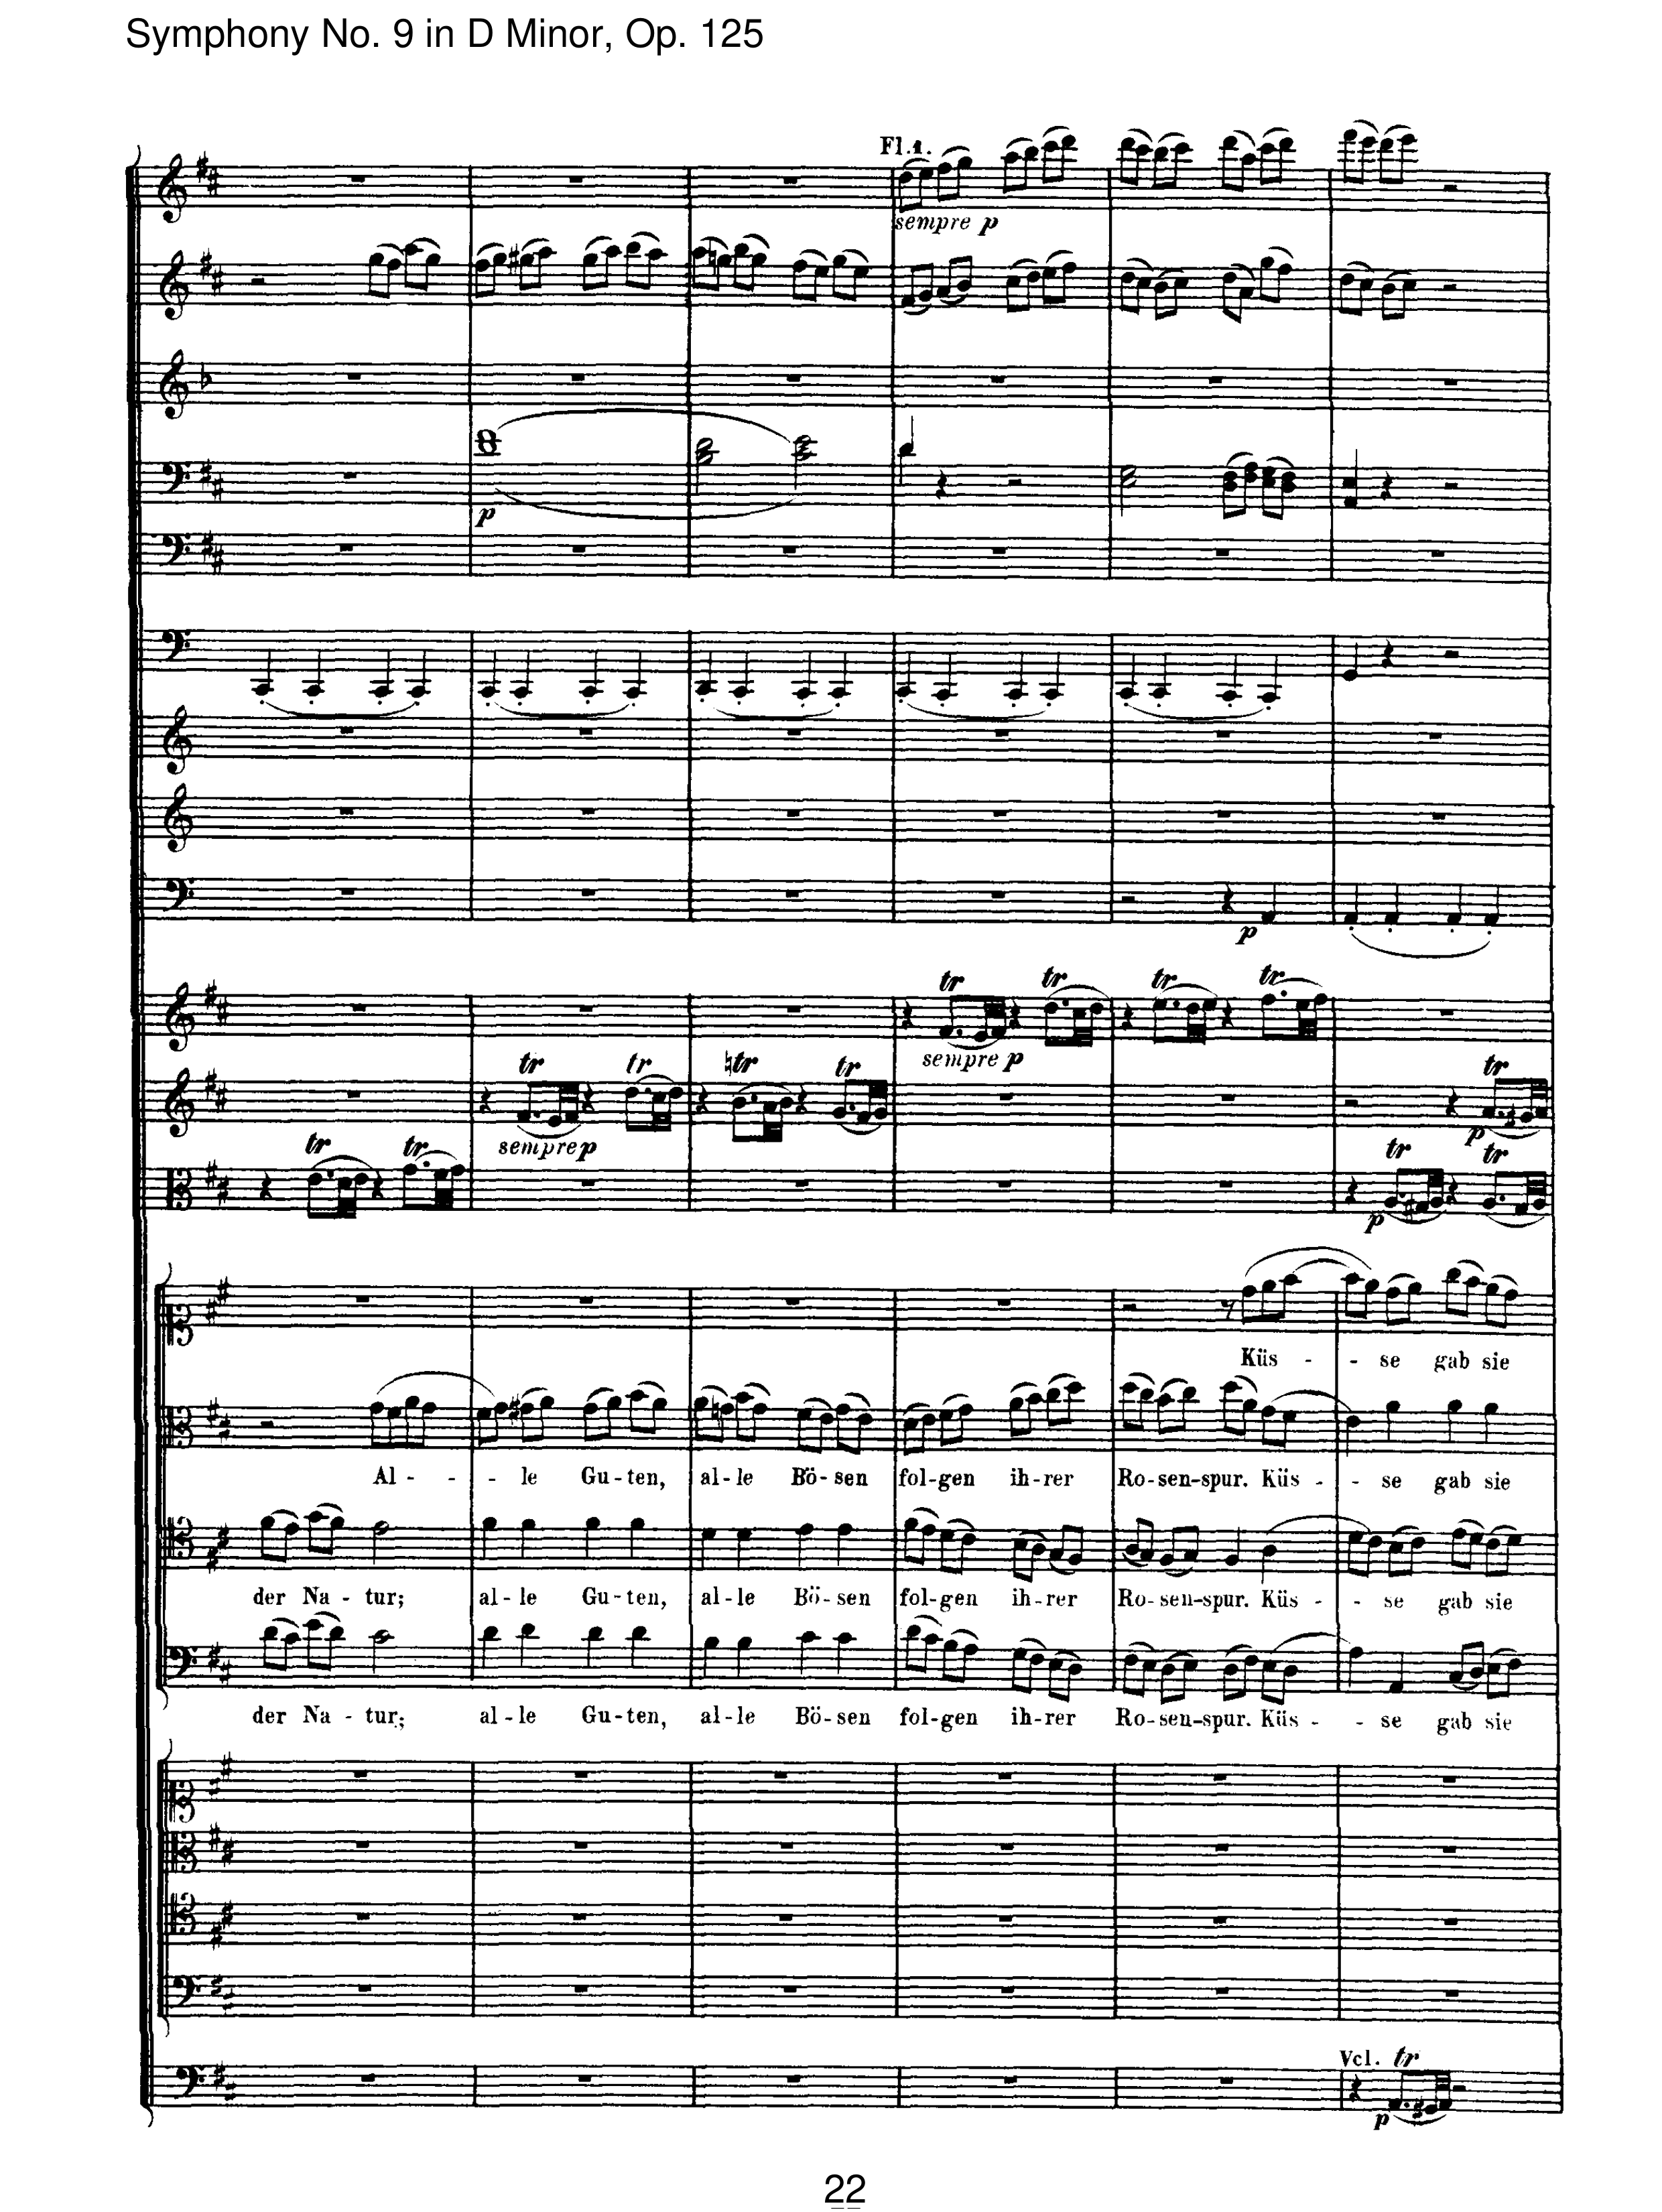 Symphony No. 9 in D Minor, Op. 125
Fl.1.
sempre p
p
p
tr tr tr tr
sempre p
tr tr tr tr tr
sempre p p
tr tr tr tr
p
Küs - - se gab sie
Al - - - le Gu - ten, al - le Bö - sen fol - gen ih - rer Ro - sen - spur. Küs - - se gab sie
der Na - tur; al - le Gu - ten, al - le Bö - sen fol - gen ih - rer Ro - sen - spur. Küs - - se gab sie
der Na - tur; al - le Gu - ten, al - le Bö - sen fol - gen ih - rer Ro - sen - spur. Küs - - se gab sie
Vcl. tr
p
22